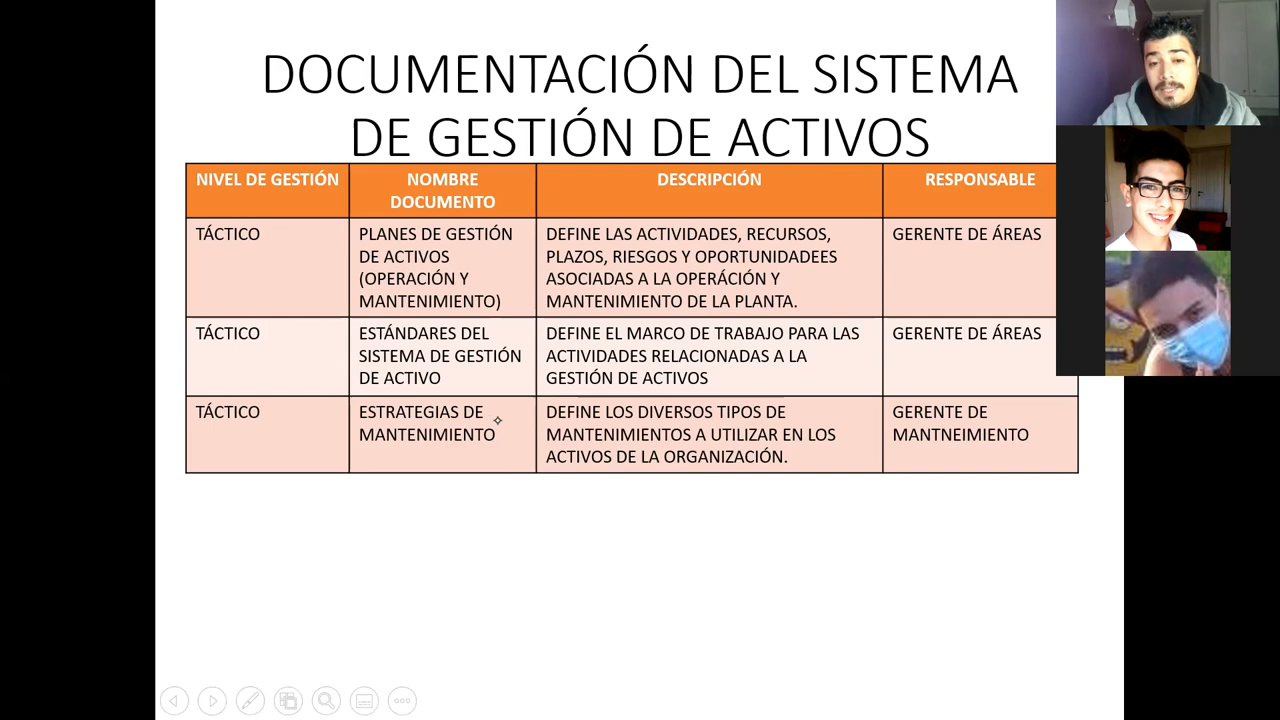 DOCUMENTACIÓN DEL SISTEMA
DE GESTIÓN DE ACTIVOS
NIVEL DE GESTIÓN
NOMBRE
DOCUMENTO
DESCRIPCIÓN
RESPONSABLE
TÁCTICO
PLANES DE GESTIÓN
DE ACTIVOS
(OPERACIÓN Y
MANTENIMIENTO)
DEFINE LAS ACTIVIDADES, RECURSOS,
PLAZOS, RIESGOS Y OPORTUNIDADEES
ASOCIADAS A LA OPERÁCIÓN Y
MANTENIMIENTO DE LA PLANTA.
GERENTE DE ÁREAS
TÁCTICO
ESTÁNDARES DEL
SISTEMA DE GESTIÓN
DE ACTIVO
DEFINE EL MARCO DE TRABAJO PARA LAS
ACTIVIDADES RELACIONADAS A LA
GESTIÓN DE ACTIVOS
GERENTE DE ÁREAS
TÁCTICO
ESTRATEGIAS DE
MANTENIMIENTO
DEFINE LOS DIVERSOS TIPOS DE
MANTENIMIENTOS A UTILIZAR EN LOS
ACTIVOS DE LA ORGANIZACIÓN.
GERENTE DE
MANTNEIMIENTO